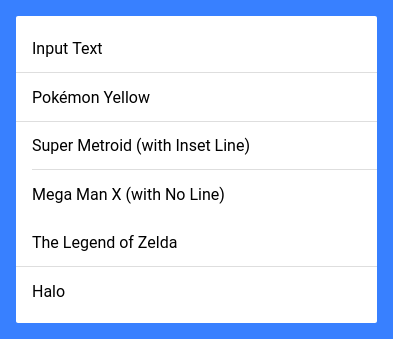 Input Text
Pokémon Yellow
Super Metroid (with Inset Line)
Mega Man X (with No Line)
The Legend of Zelda
Halo